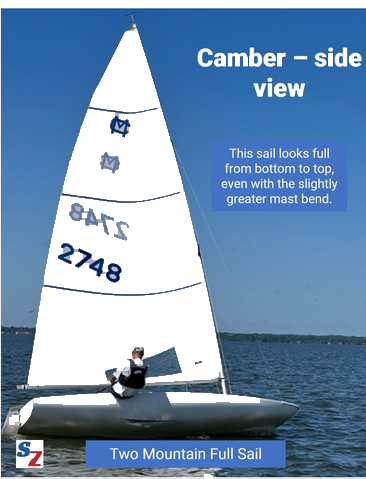 Camber – side
view
This sail looks full
from bottom to top,
even with the slightly
greater mast bend.
M
M
2748
2748
SZ
Two Mountain Full Sail